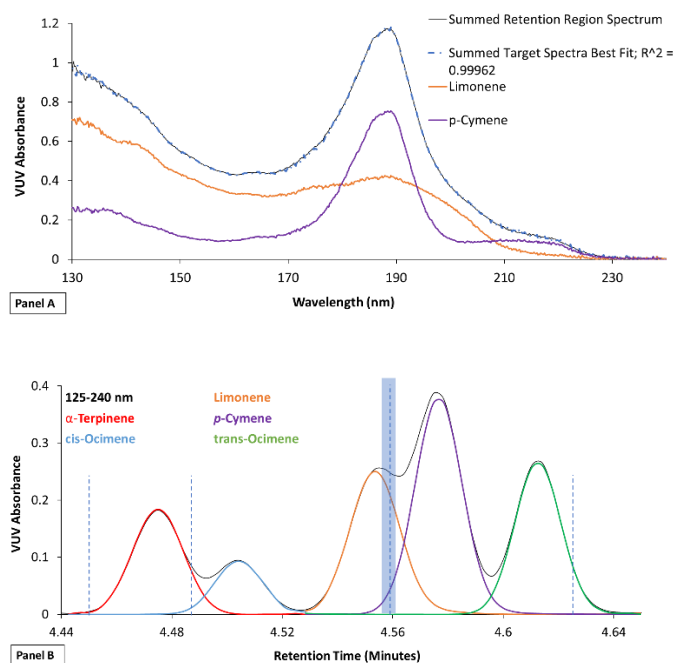 1.2
1
0.8
0.6
0.4
0.2
0
VUV Absorbance
130 150 170 190 210 230
Wavelength (nm)
Summed Retention Region Spectrum
Summed Target Spectra Best Fit; R^2 =
0.99962
Limonene
p-Cymene
Panel A
0.4
0.3
0.2
0.1
0
VUV Absorbance
125-240 nm Limonene
α-Terpinene p-Cymene
cis-Ocimene trans-Ocimene
4.44 4.48 4.52 4.56 4.6 4.64
Retention Time (Minutes)
Panel B